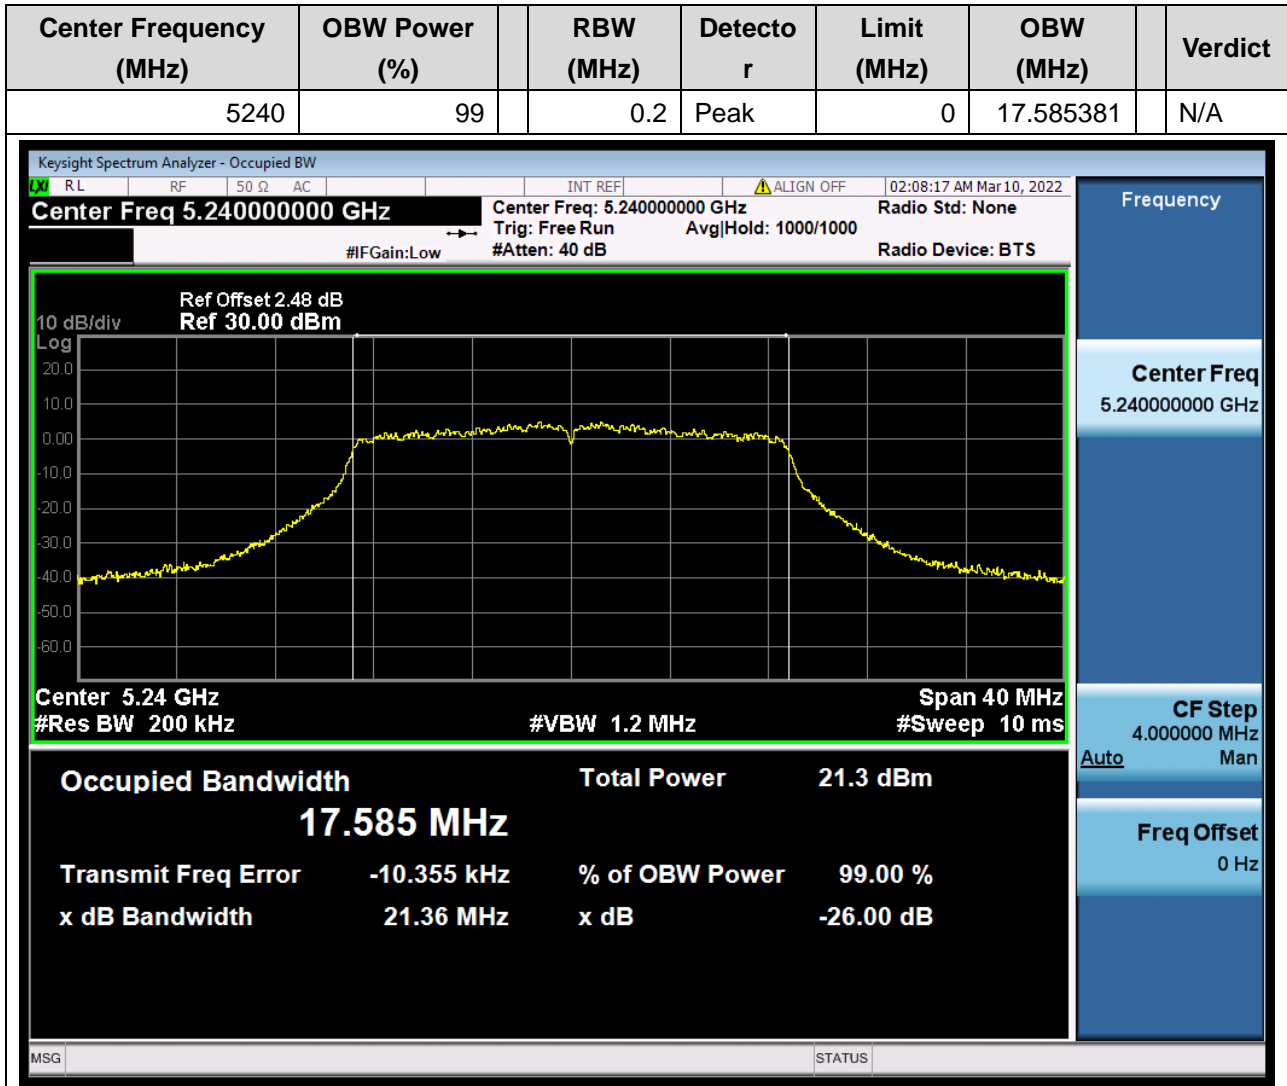 Center Frequency (MHz) OBW Power (%) RBW (MHz) Detecto r Limit (MHz) OBW (MHz) Verdict
5240 99 0.2 Peak 0 17.585381 N/A
Keysight Spectrum Analyzer - Occupied BW
LXI RL RF 50 Ω AC INT REF ALIGN OFF 02:08:17 AM Mar 10, 2022
Center Freq 5.240000000 GHz
Center Freq: 5.240000000 GHz
Radio Std: None
Trig: Free Run Avg|Hold: 1000/1000
#IFGain:Low #Atten: 40 dB Radio Device: BTS
Frequency
Ref Offset 2.48 dB
10 dB/div Ref 30.00 dBm
Log
20.0
10.0
0.00
-10.0
-20.0
-30.0
-40.0
-50.0
-60.0
Center 5.24 GHz Span 40 MHz
#Res BW 200 kHz #VBW 1.2 MHz #Sweep 10 ms
Center Freq
5.240000000 GHz
CF Step
4.000000 MHz
Auto Man
Freq Offset
0 Hz
Occupied Bandwidth Total Power 21.3 dBm
17.585 MHz
Transmit Freq Error -10.355 kHz % of OBW Power 99.00 %
x dB Bandwidth 21.36 MHz x dB -26.00 dB
MSG STATUS